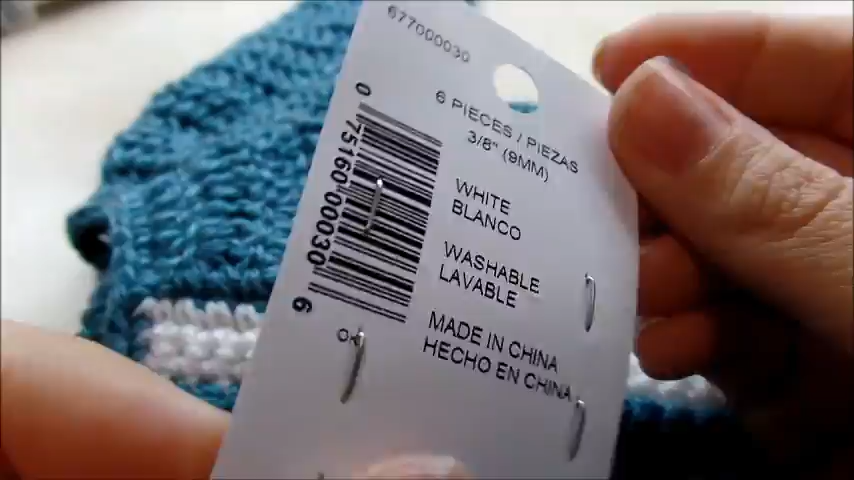 677000030
6 PIECES / PIEZAS
3/8" (9MM)
WHITE
BLANCO
WASHABLE
LAVABLE
MADE IN CHINA
HECHO EN CHINA
0 75160 00030 6